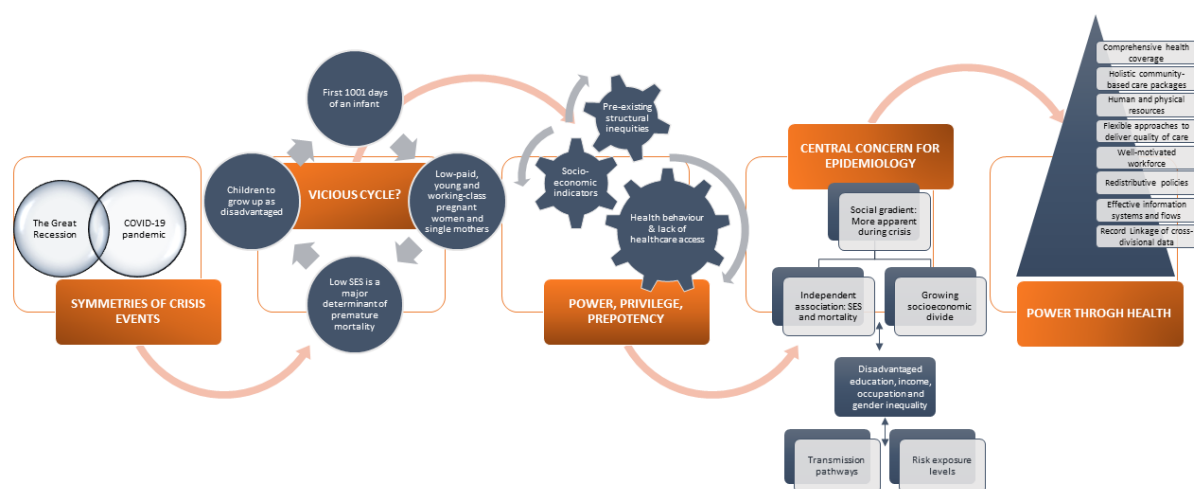 The Great
Recession
COVID-19
pandemic
SYMMETRIES OF CRISIS
EVENTS
First 1001 days
of an infant
Children to
grow up as
disadvantaged
VICIOUS CYCLE?
Low-paid,
young and
working-class
pregnant
women and
single mothers
Low SES is a
major
determinant of
premature
mortality
Pre-existing
structural
inequities
Socio-
economic
indicators
Health behaviour
& lack of
healthcare access
POWER, PRIVILEGE,
PREPOTENCY
CENTRAL CONCERN FOR
EPIDEMIOLOGY
Social gradient:
More apparent
during crisis
Independent
association: SES
and mortality
Growing
socioeconomic
divide
Disadvantaged
education, income,
occupation and
gender inequality
Transmission
pathways
Risk exposure
levels
Comprehensive health
coverage
Holistic community-
based care packages
Human and physical
resources
Flexible approaches to
deliver quality of care
Well-motivated
workforce
Redistributive policies
Effective information
systems and flows
Record Linkage of cross-
divisional data
POWER THROGH HEALTH